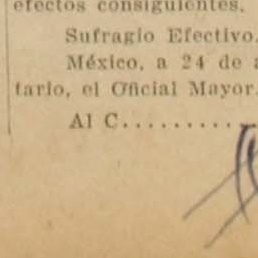 efectos consiguientes.
Sufragio Efectivo.
México, a 24 de
tario, el Oficial Mayor.
Al C...........